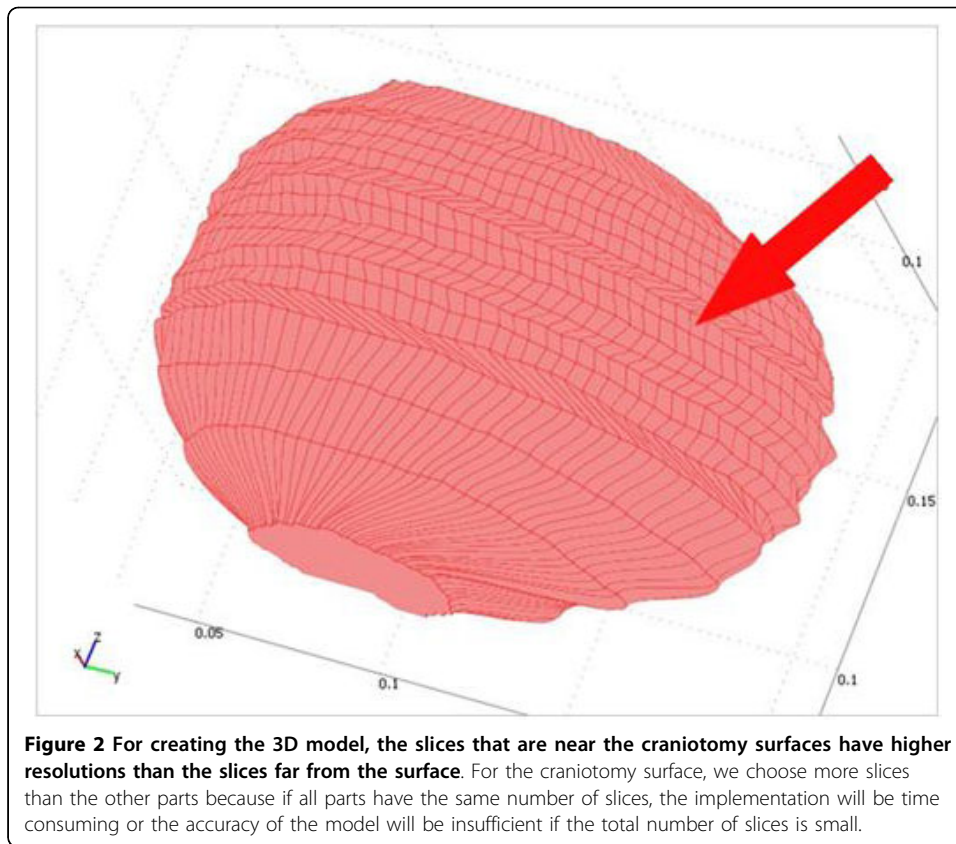 0.1
0.15
0.05
0.1
0.1
z
x
y
Figure 2 For creating the 3D model, the slices that are near the craniotomy surfaces have higher
resolutions than the slices far from the surface. For the craniotomy surface, we choose more slices
than the other parts because if all parts have the same number of slices, the implementation will be time
consuming or the accuracy of the model will be insufficient if the total number of slices is small.